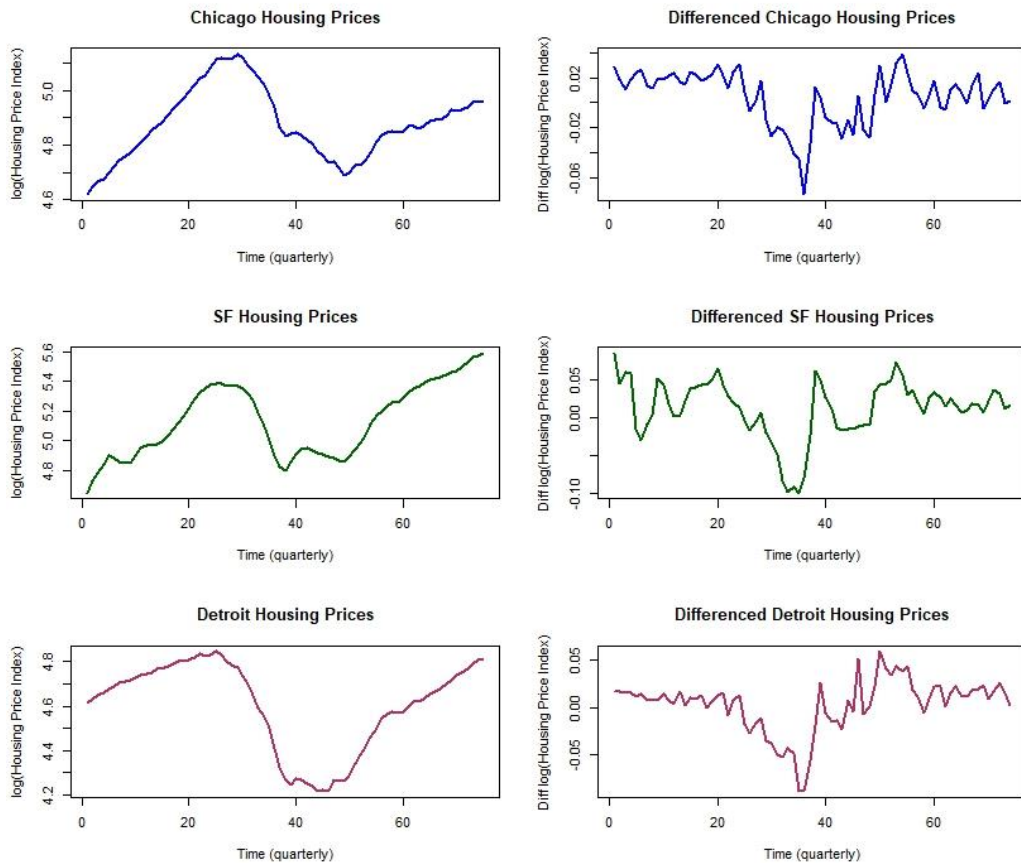 Chicago Housing Prices
log(Housing Price Index)
5.0
4.8
4.6
0 20 40 60
Time (quarterly)
Differenced Chicago Housing Prices
Diff log(Housing Price Index)
0.02
-0.02
-0.06
0 20 40 60
Time (quarterly)
SF Housing Prices
log(Housing Price Index)
5.6
5.4
5.2
5.0
4.8
0 20 40 60
Time (quarterly)
Differenced SF Housing Prices
Diff log(Housing Price Index)
0.05
0.00
-0.10
0 20 40 60
Time (quarterly)
Detroit Housing Prices
log(Housing Price Index)
4.8
4.6
4.4
4.2
0 20 40 60
Time (quarterly)
Differenced Detroit Housing Prices
Diff log(Housing Price Index)
0.05
0.00
-0.05
0 20 40 60
Time (quarterly)